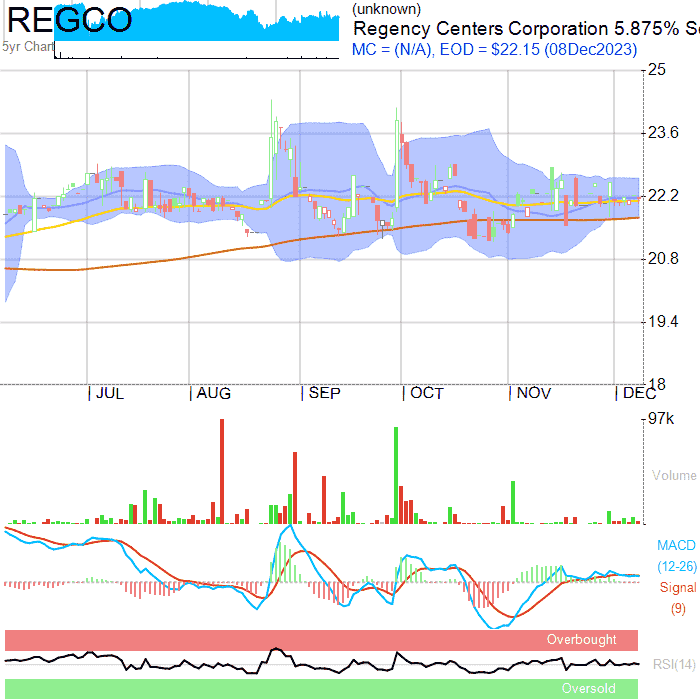 REGCO
(unknown)
Regency Centers Corporation 5.875% Se
5yr Chart
MC = (N/A), EOD = $22.15 (08Dec2023)
25
23.6
22.2
20.8
19.4
18
JUL AUG SEP OCT NOV DEC
97k
Volume
MACD
(12-26)
Signal
(9)
Overbought
RSI(14)
Oversold